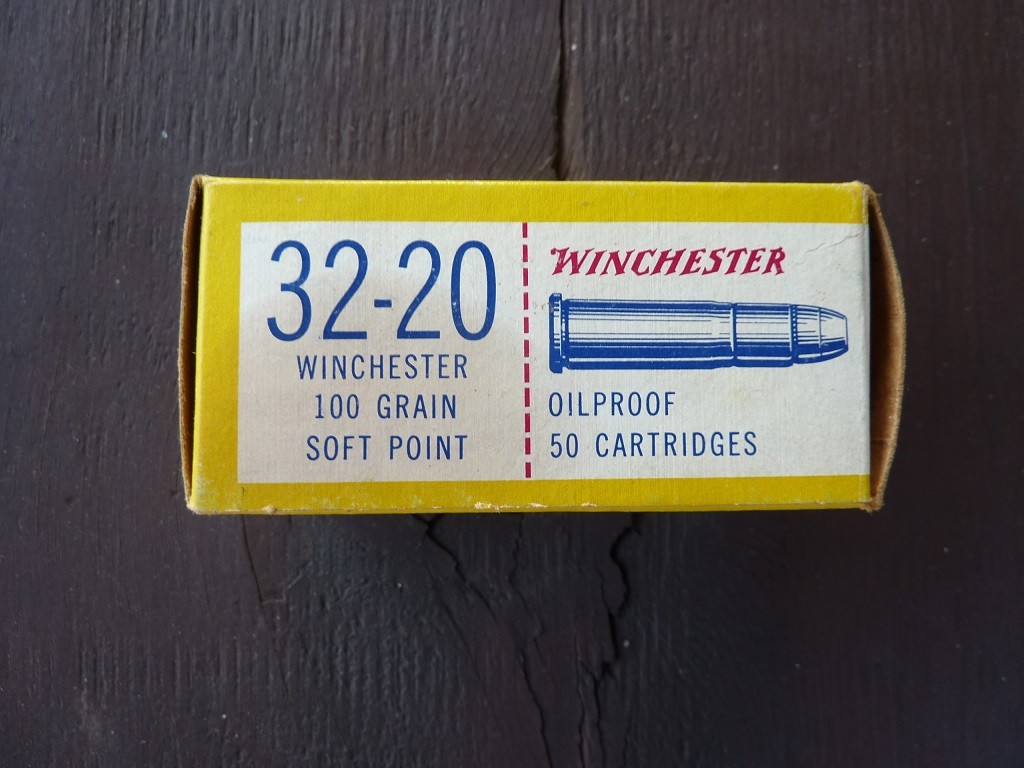 32-20
WINCHESTER
100 GRAIN
SOFT POINT
WINCHESTER
OILPROOF
50 CARTRIDGES